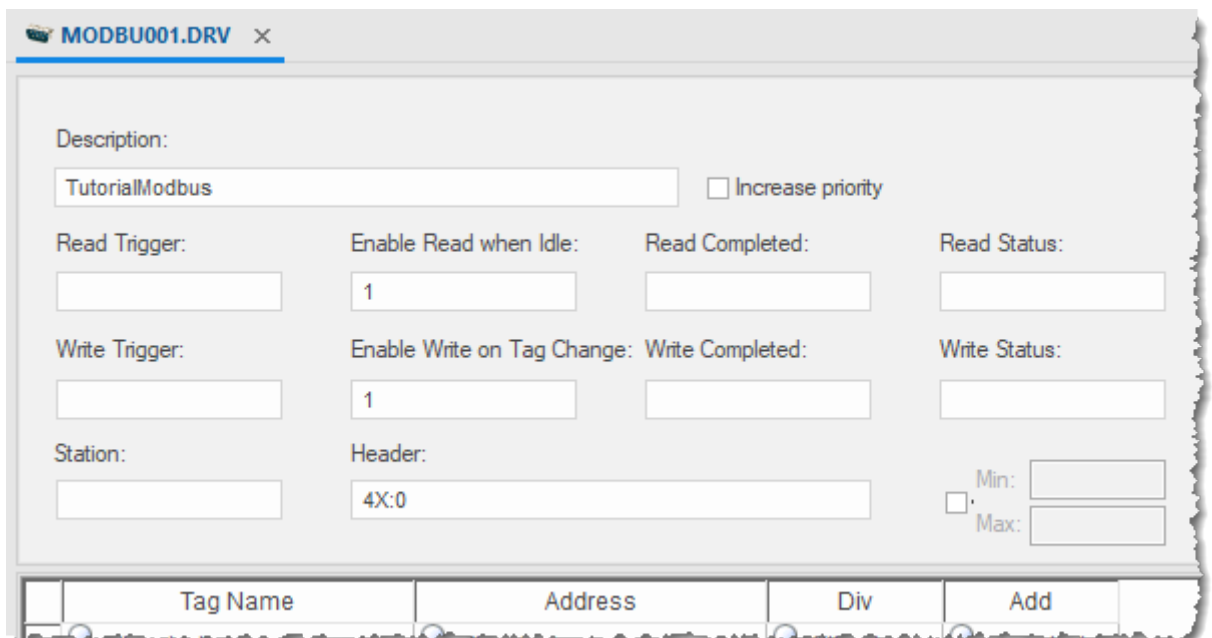 MODBU001.DRV
Description:
TutorialModbus Increase priority
Read Trigger: Enable Read when Idle: Read Completed: Read Status:
1
Write Trigger: Enable Write on Tag Change: Write Completed: Write Status:
1
Station: Header:
4X:0
Min:
Max:
Tag Name Address Div Add